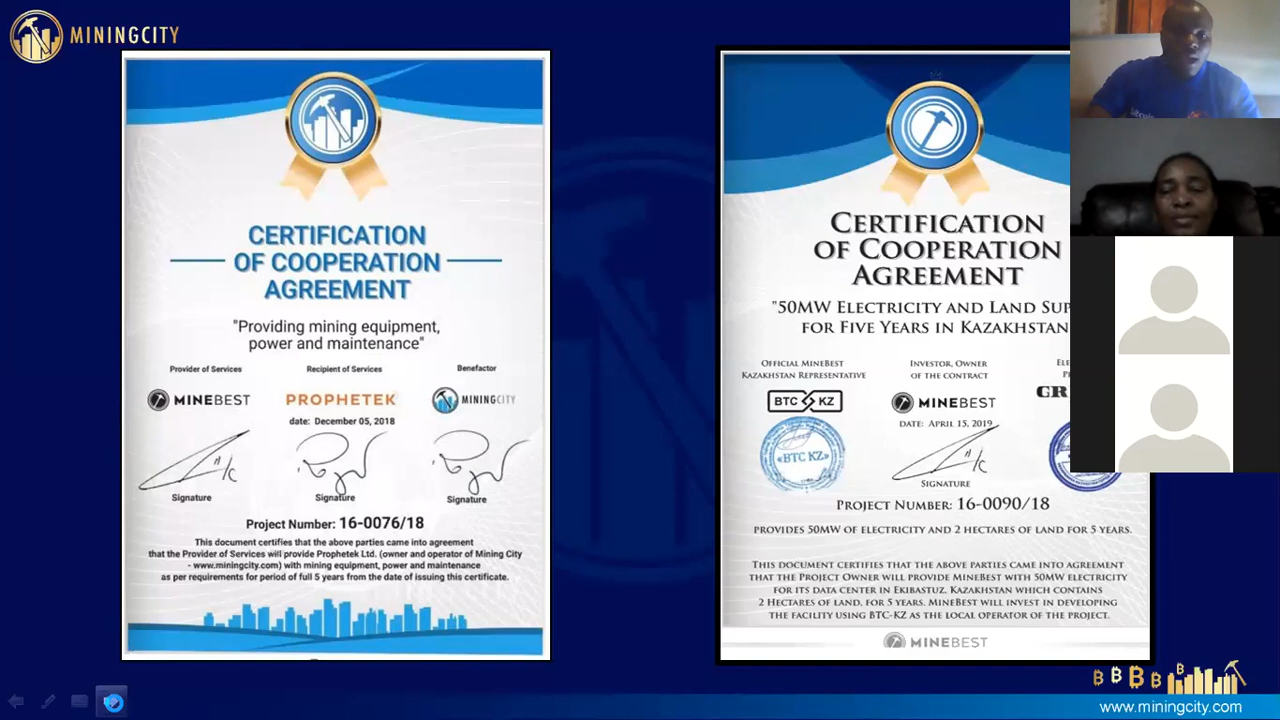 MININGCITY
CERTIFICATION
OF COOPERATION
AGREEMENT
"Providing mining equipment,
power and maintenance"
Provider of Services
Recipient of Services
Benefactor
MINEBEST
PROPHETEK
MININGCITY
date: December 05, 2018
Signature
Signature
Signature
Project Number: 16-0076/18
This document certifies that the above parties came into agreement
that the Provider of Services will provide Prophetek Ltd. (owner and operator of Mining City
- www.miningcity.com) with mining equipment, power and maintenance
as per requirements for period of full 5 years from the date of issuing this certificate.
CERTIFICATION
OF COOPERATION
AGREEMENT
"50MW ELECTRICITY AND LAND SUP
FOR FIVE YEARS IN KAZAKHSTAN
OFFICIAL MINEBEST
KAZAKHSTAN REPRESENTATIVE
INVESTOR, OWNER
OF THE CONTRACT
BTC KZ
MINEBEST
CR
DATE: APRIL 15, 2019
«BTC KZ»
SIGNATURE
PROJECT NUMBER: 16-0090/18
PROVIDES 50MW OF ELECTRICITY AND 2 HECTARES OF LAND FOR 5 YEARS.
THIS DOCUMENT CERTIFIES THAT THE ABOVE PARTIES CAME INTO AGREEMENT
THAT THE PROJECT OWNER WILL PROVIDE MINEBEST WITH 50MW ELECTRICITY
FOR ITS DATA CENTER IN EKIBASTUZ, KAZAKHSTAN WHICH CONTAINS
2 HECTARES OF LAND, FOR 5 YEARS. MINEBEST WILL INVEST IN DEVELOPING
THE FACILITY USING BTC-KZ AS THE LOCAL OPERATOR OF THE PROJECT.
MINEBEST
www.miningcity.com